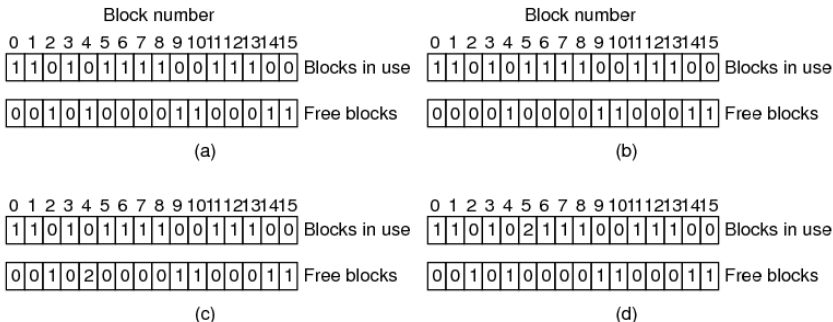 Block number
0 1 2 3 4 5 6 7 8 9 10 11 12 13 14 15
1 1 0 1 0 1 1 1 1 0 0 1 1 1 0 0 Blocks in use
0 0 1 0 1 0 0 0 0 1 1 0 0 0 1 1 Free blocks
(a)
Block number
0 1 2 3 4 5 6 7 8 9 10 11 12 13 14 15
1 1 0 1 0 1 1 1 1 0 0 1 1 1 0 0 Blocks in use
0 0 0 0 1 0 0 0 0 1 1 0 0 0 1 1 Free blocks
(b)
0 1 2 3 4 5 6 7 8 9 10 11 12 13 14 15
1 1 0 1 0 1 1 1 1 0 0 1 1 1 0 0 Blocks in use
0 0 1 0 2 0 0 0 0 1 1 0 0 0 1 1 Free blocks
(c)
0 1 2 3 4 5 6 7 8 9 10 11 12 13 14 15
1 1 0 1 0 2 1 1 1 0 0 1 1 1 0 0 Blocks in use
0 0 1 0 1 0 0 0 0 1 1 0 0 0 1 1 Free blocks
(d)